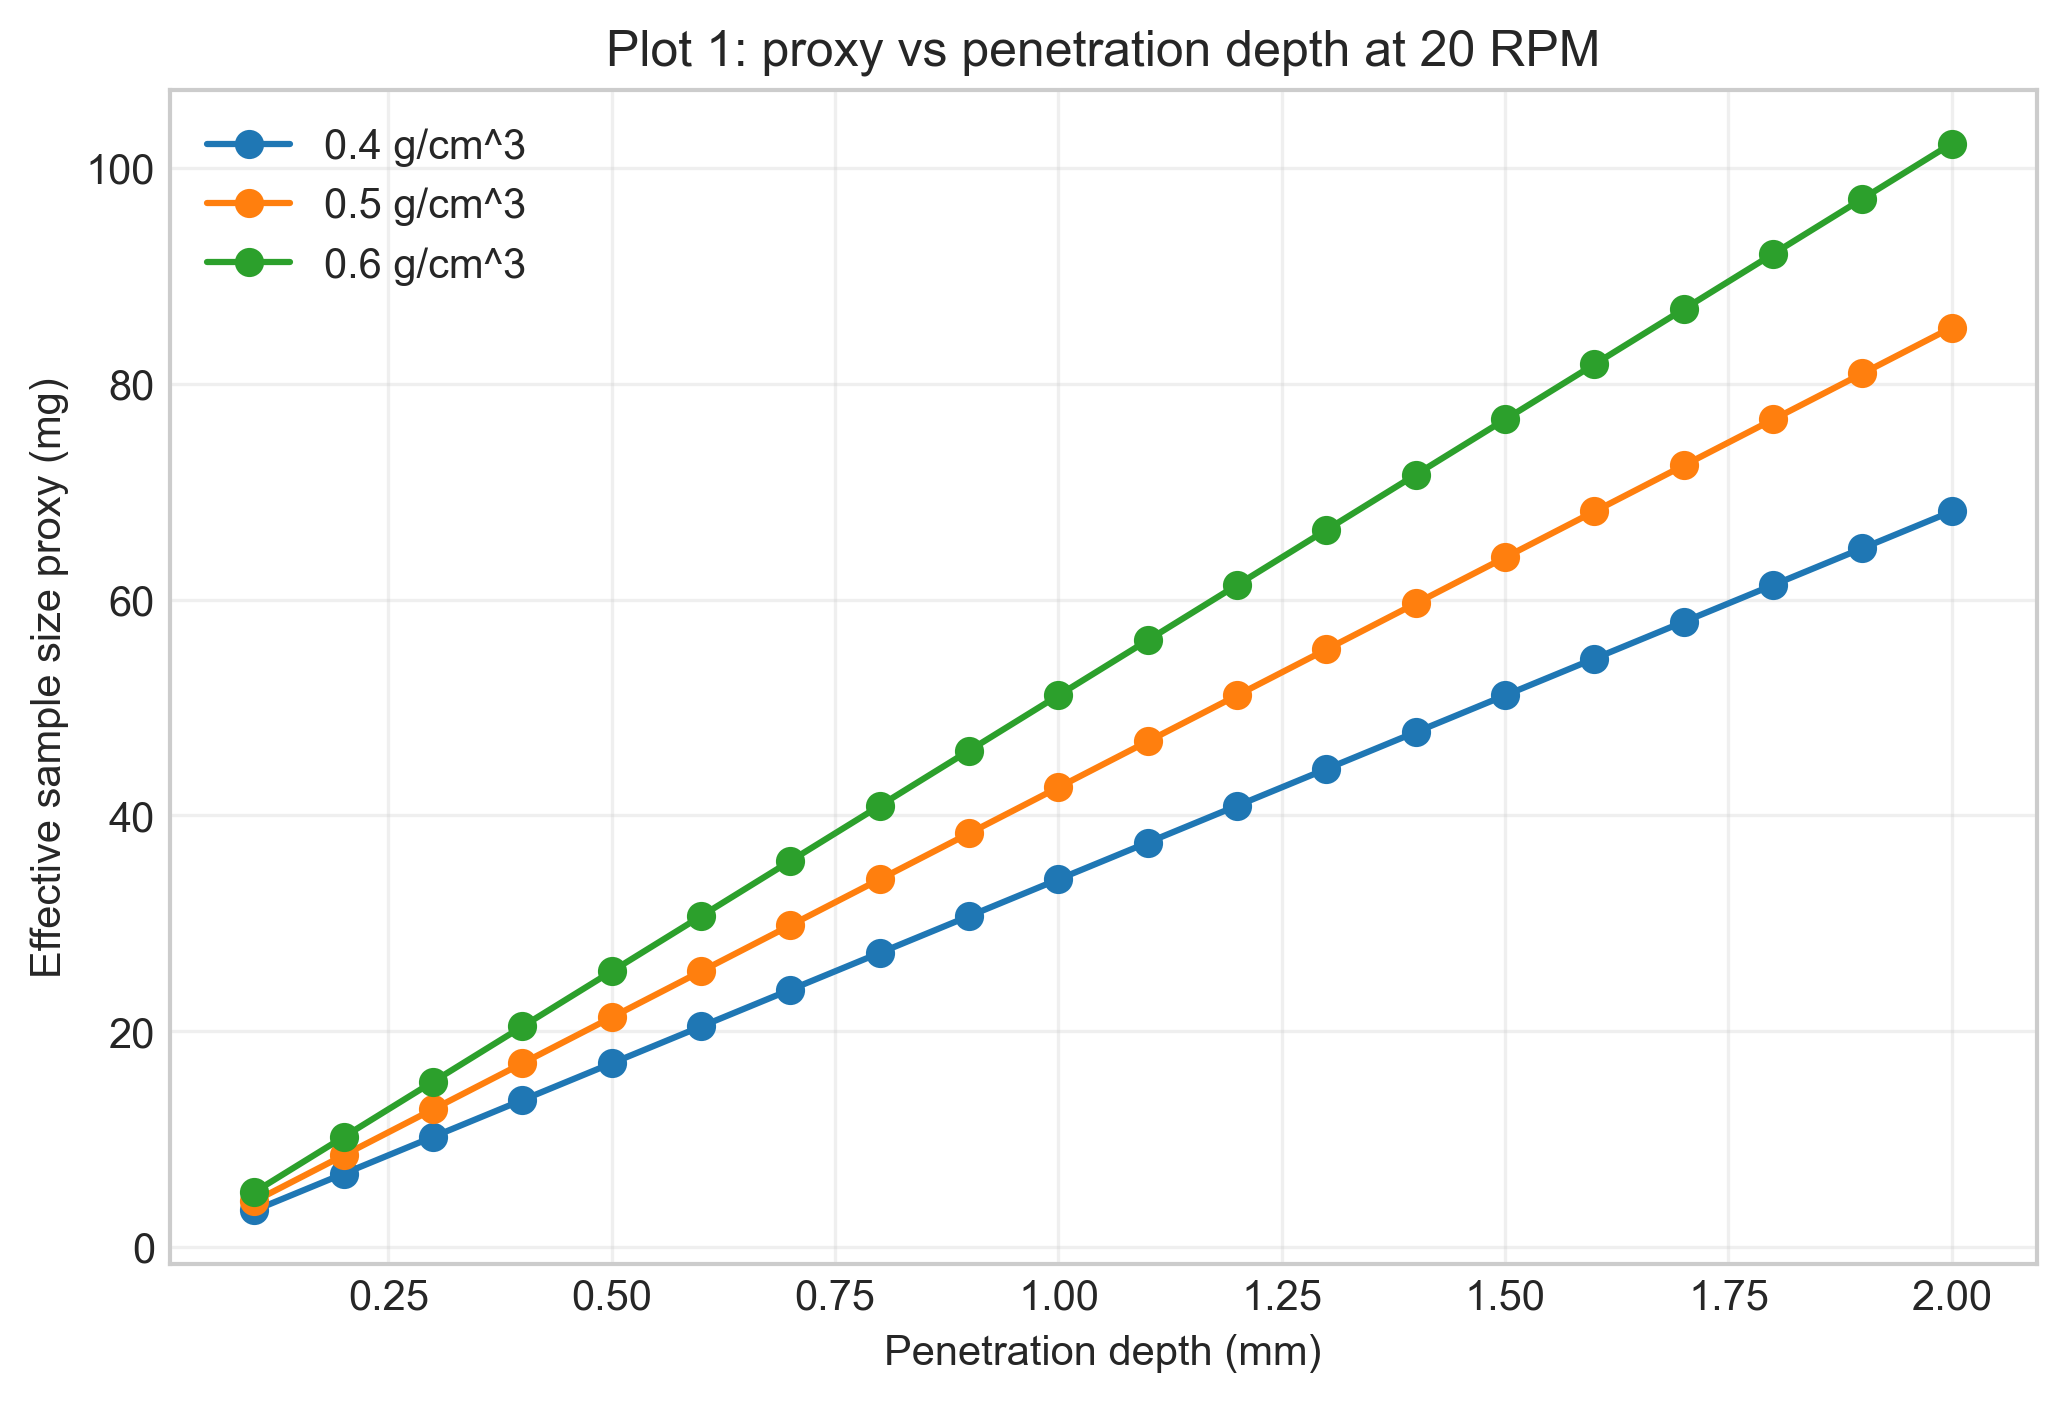 Plot 1: proxy vs penetration depth at 20 RPM
0.4 g/cm^3
0.5 g/cm^3
0.6 g/cm^3
Effective sample size proxy (mg)
100
80
60
40
20
0
0.25 0.50 0.75 1.00 1.25 1.50 1.75 2.00
Penetration depth (mm)